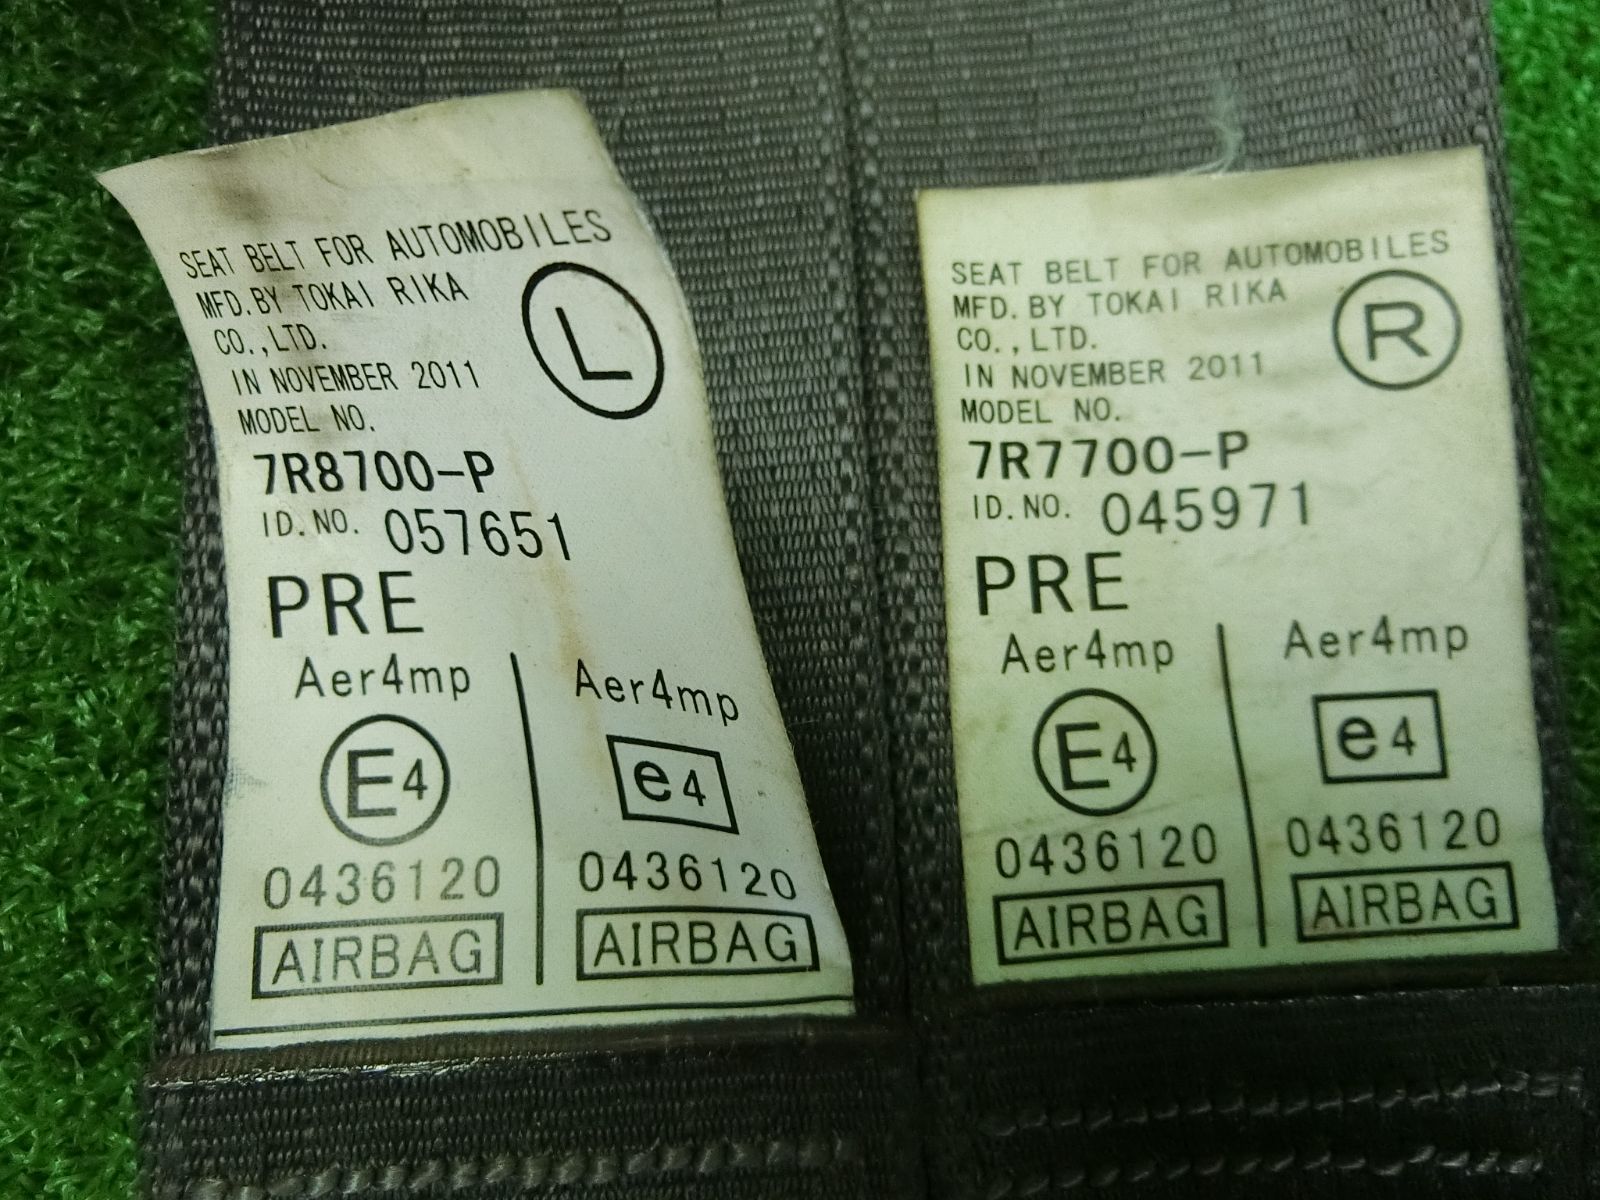 SEAT BELT FOR AUTOMOBILES
MFD. BY TOKAI RIKA
CO., LTD.
L
IN NOVEMBER 2011
MODEL NO.
7R8700-P
ID. NO. 057651
PRE
Aer4mp Aer4mp
E4 e4
0436120 0436120
AIRBAG AIRBAG
SEAT BELT FOR AUTOMOBILES
MFD. BY TOKAI RIKA
CO., LTD.
R
IN NOVEMBER 2011
MODEL NO.
7R7700-P
ID. NO. 045971
PRE
Aer4mp Aer4mp
E4 e4
0436120 0436120
AIRBAG AIRBAG